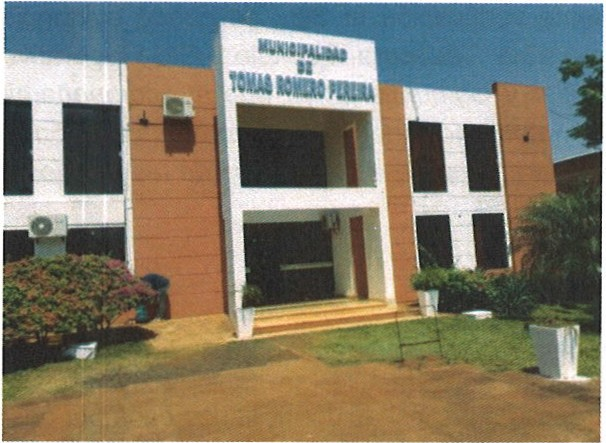 MUNICIPALIDAD
DE
TOMAS ROMERO PEREIRA